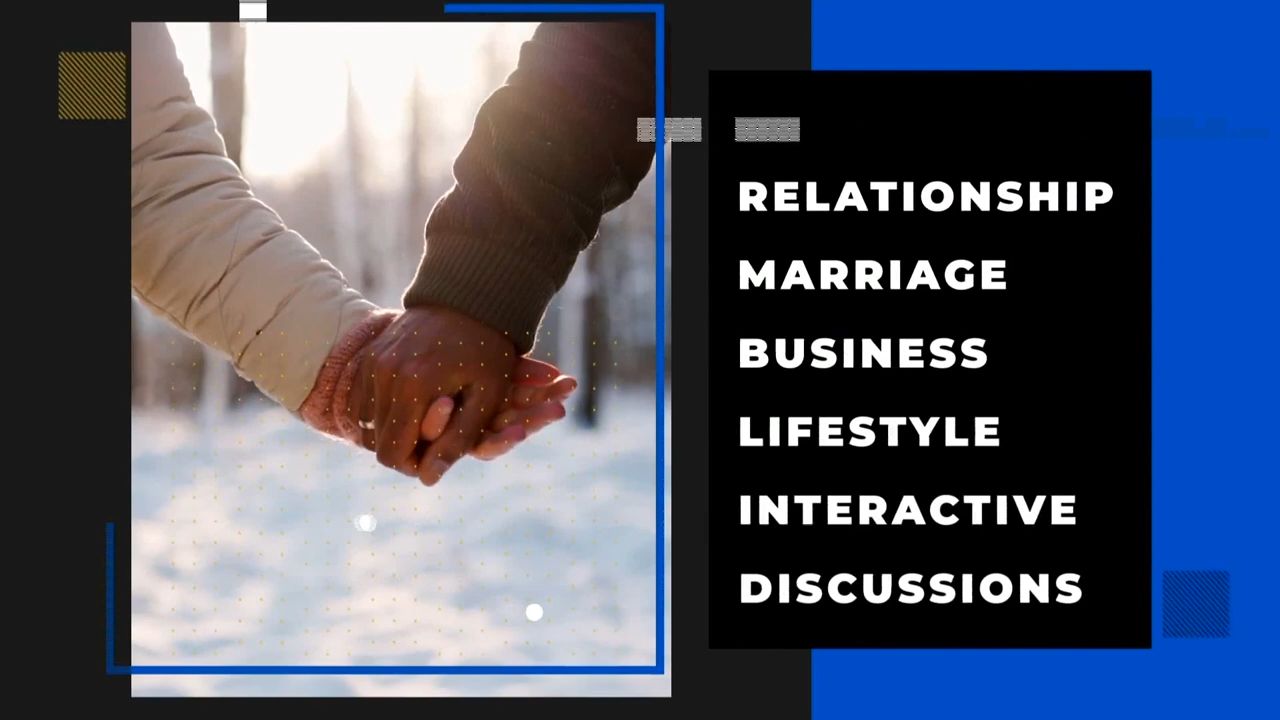 RELATIONSHIP
MARRIAGE
BUSINESS
LIFESTYLE
INTERACTIVE
DISCUSSIONS